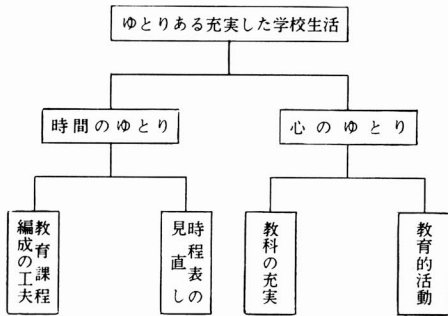 ゆとりある充実した学校生活
時間のゆとり
心のゆとり
教育課程
編成の工夫
時程表の
見直し
教科の充実
教育的活動